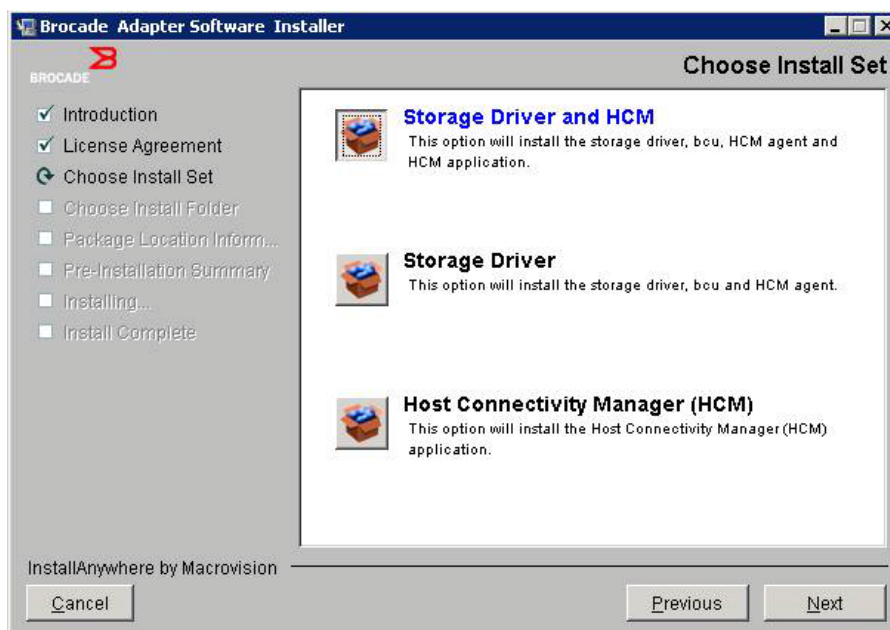 Brocade Adapter Software Installer
BROCADE
Choose Install Set
Introduction
License Agreement
Choose Install Set
Choose Install Folder
Package Location Inform...
Pre-Installation Summary
Installing...
Install Complete
Storage Driver and HCM
This option will install the storage driver, bcu, HCM agent and
HCM application.
Storage Driver
This option will install the storage driver, bcu and HCM agent.
Host Connectivity Manager (HCM)
This option will install the Host Connectivity Manager (HCM)
application.
InstallAnywhere by Macrovision
Cancel
Previous
Next